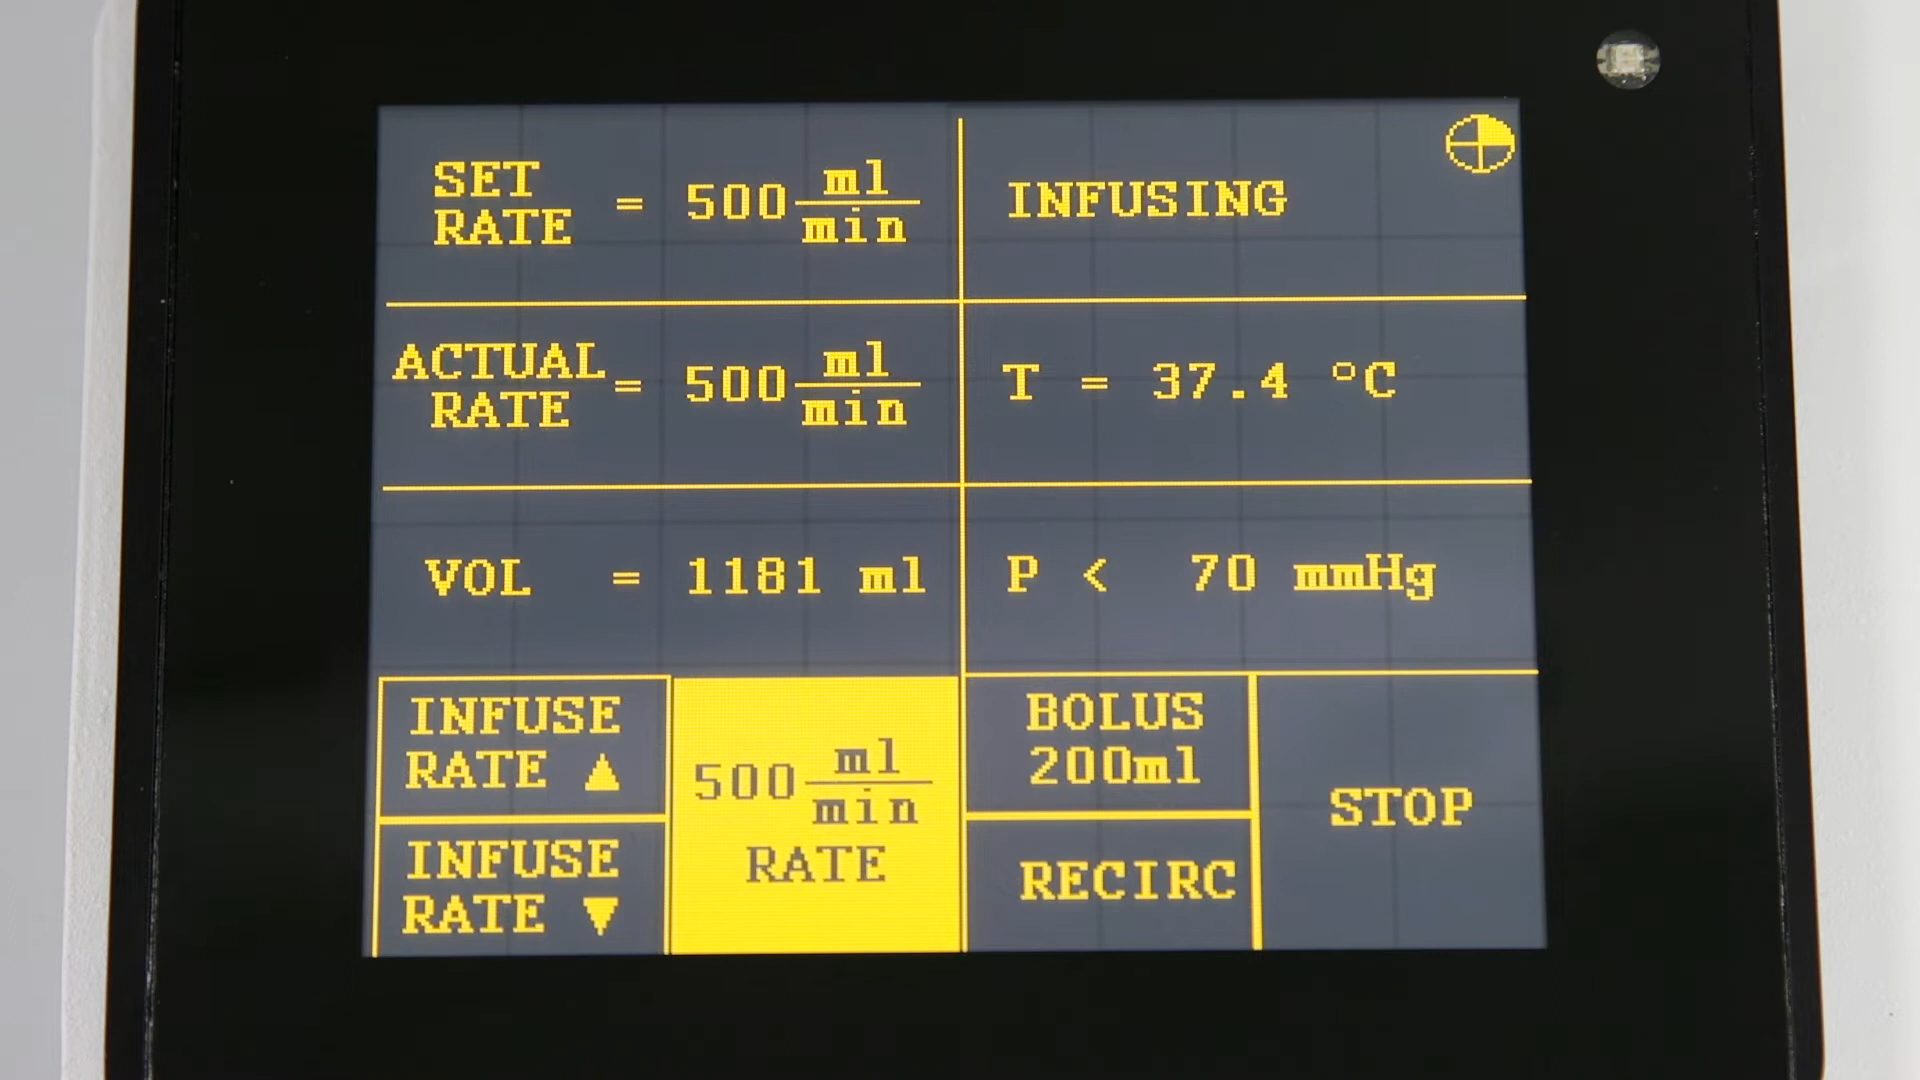 SET RATE = 500 ml/min
INFUSING
ACTUAL RATE = 500 ml/min
T = 37.4 °C
VOL = 1181 ml
P < 70 mmHg
INFUSE
RATE ▲
INFUSE
RATE ▼
500 ml/min
RATE
BOLUS
200ml
RECIRC
STOP